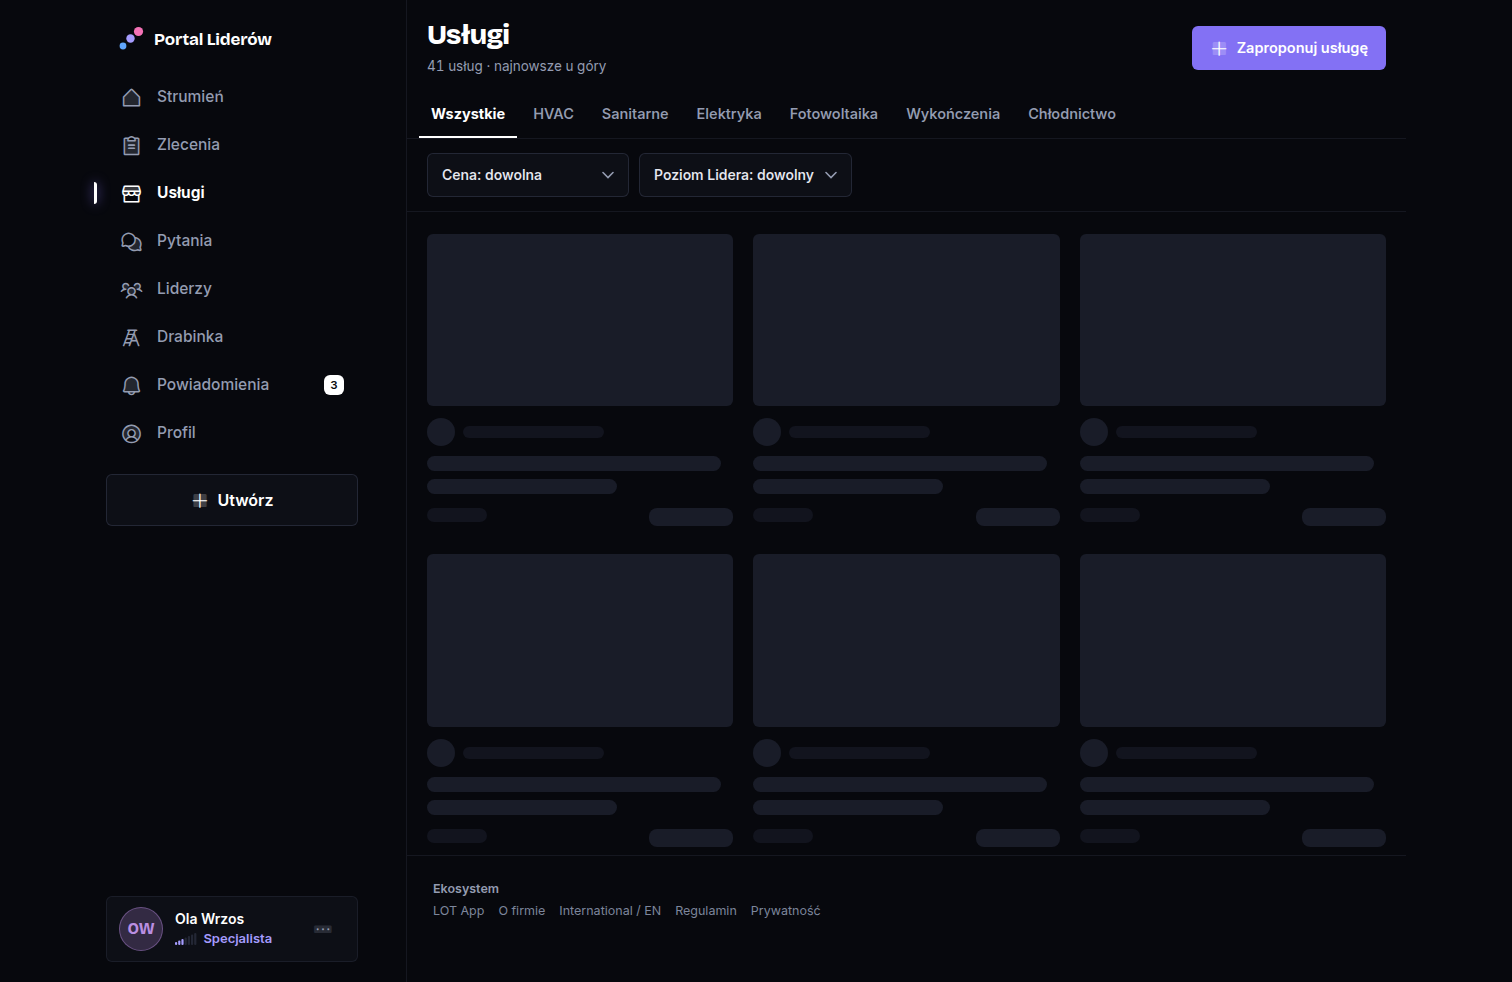 Portal Liderów
Strumień
Zlecenia
Usługi
Pytania
Liderzy
Drabinka
Powiadomienia 3
Profil
Utwórz
Ola Wrzos
OW
Specjalista
Usługi
41 usług · najnowsze u góry
Zaproponuj usługę
Wszystkie HVAC Sanitarne Elektryka Fotowoltaika Wykończenia Chłodnictwo
Cena: dowolna Poziom Lidera: dowolny
Ekosystem
LOT App O firmie International / EN Regulamin Prywatność